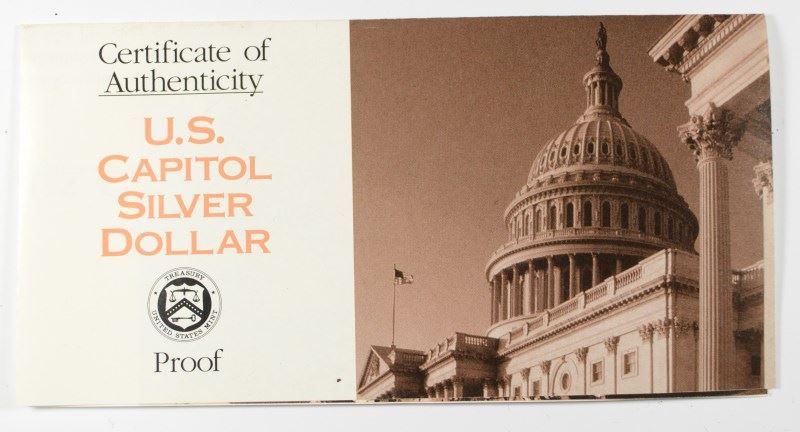 Certificate of
Authenticity
U.S.
CAPITOL
SILVER
DOLLAR
TREASURY
UNITED STATES MINT
Proof